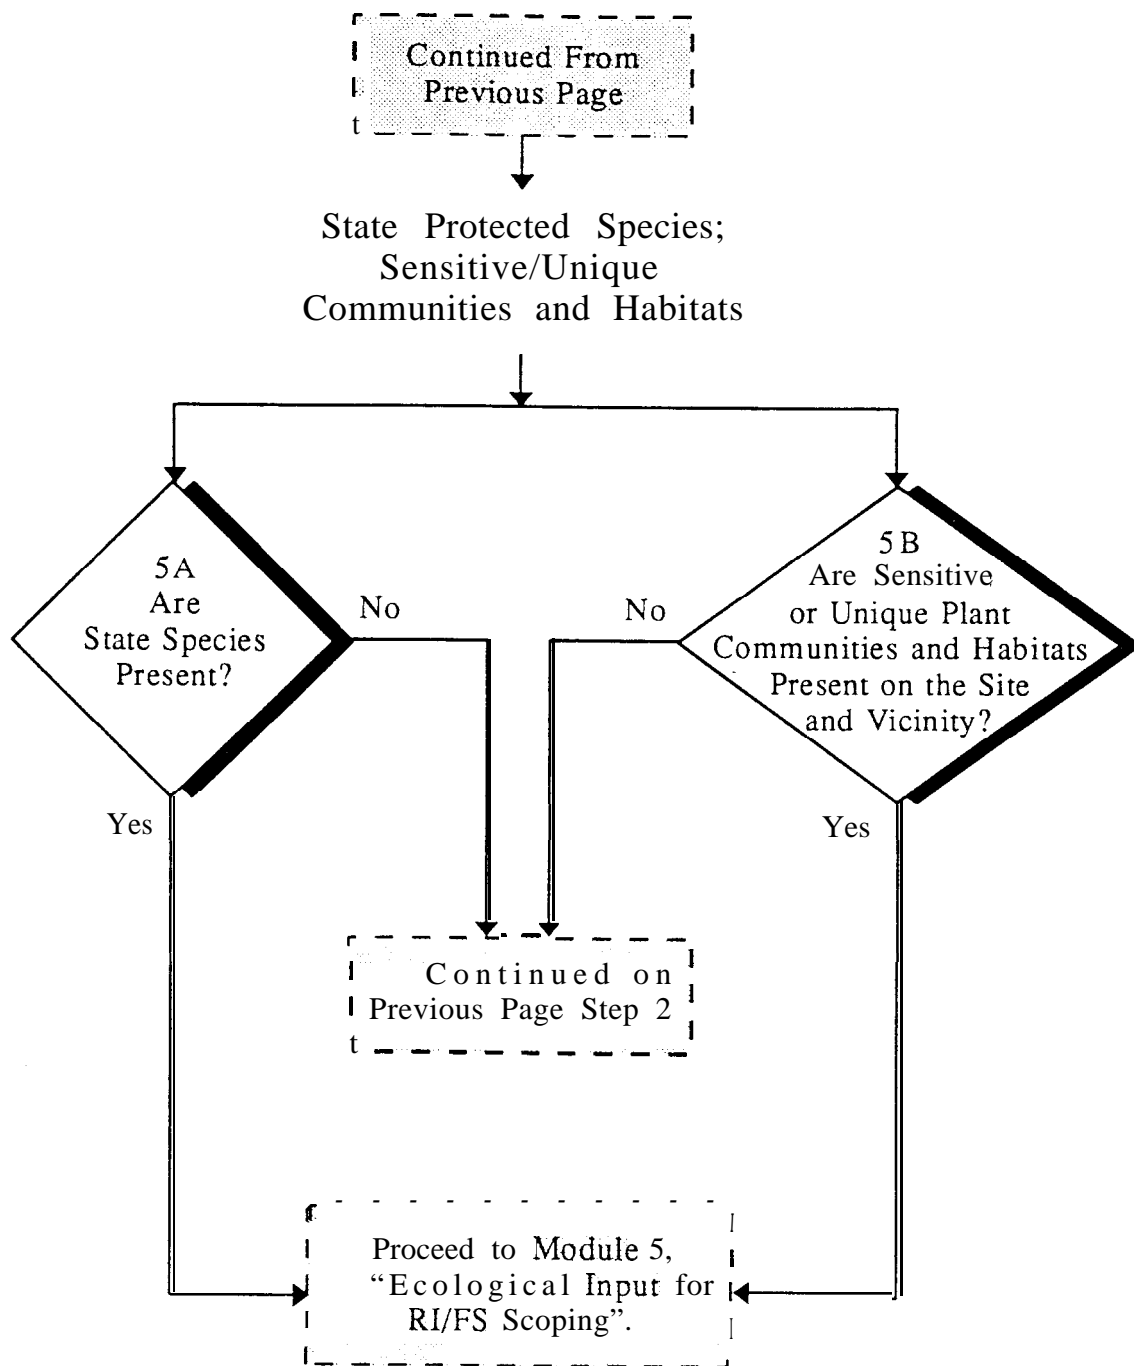 Continued From
Previous Page
State Protected Species;
Sensitive/Unique
Communities and Habitats
5A
Are
State Species
Present?
No
Yes
5B
Are Sensitive
or Unique Plant
Communities and Habitats
Present on the Site
and Vicinity?
No
Yes
Continued on
Previous Page Step 2
Proceed to Module 5,
“Ecological Input for
RI/FS Scoping”.